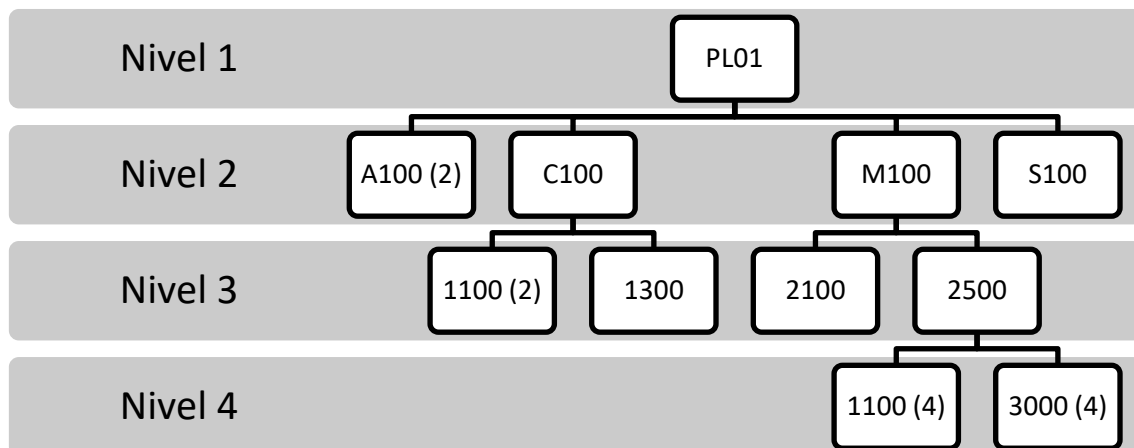 Nivel 1
PL01
Nivel 2
A100 (2)
C100
M100
S100
Nivel 3
1100 (2)
1300
2100
2500
Nivel 4
1100 (4)
3000 (4)